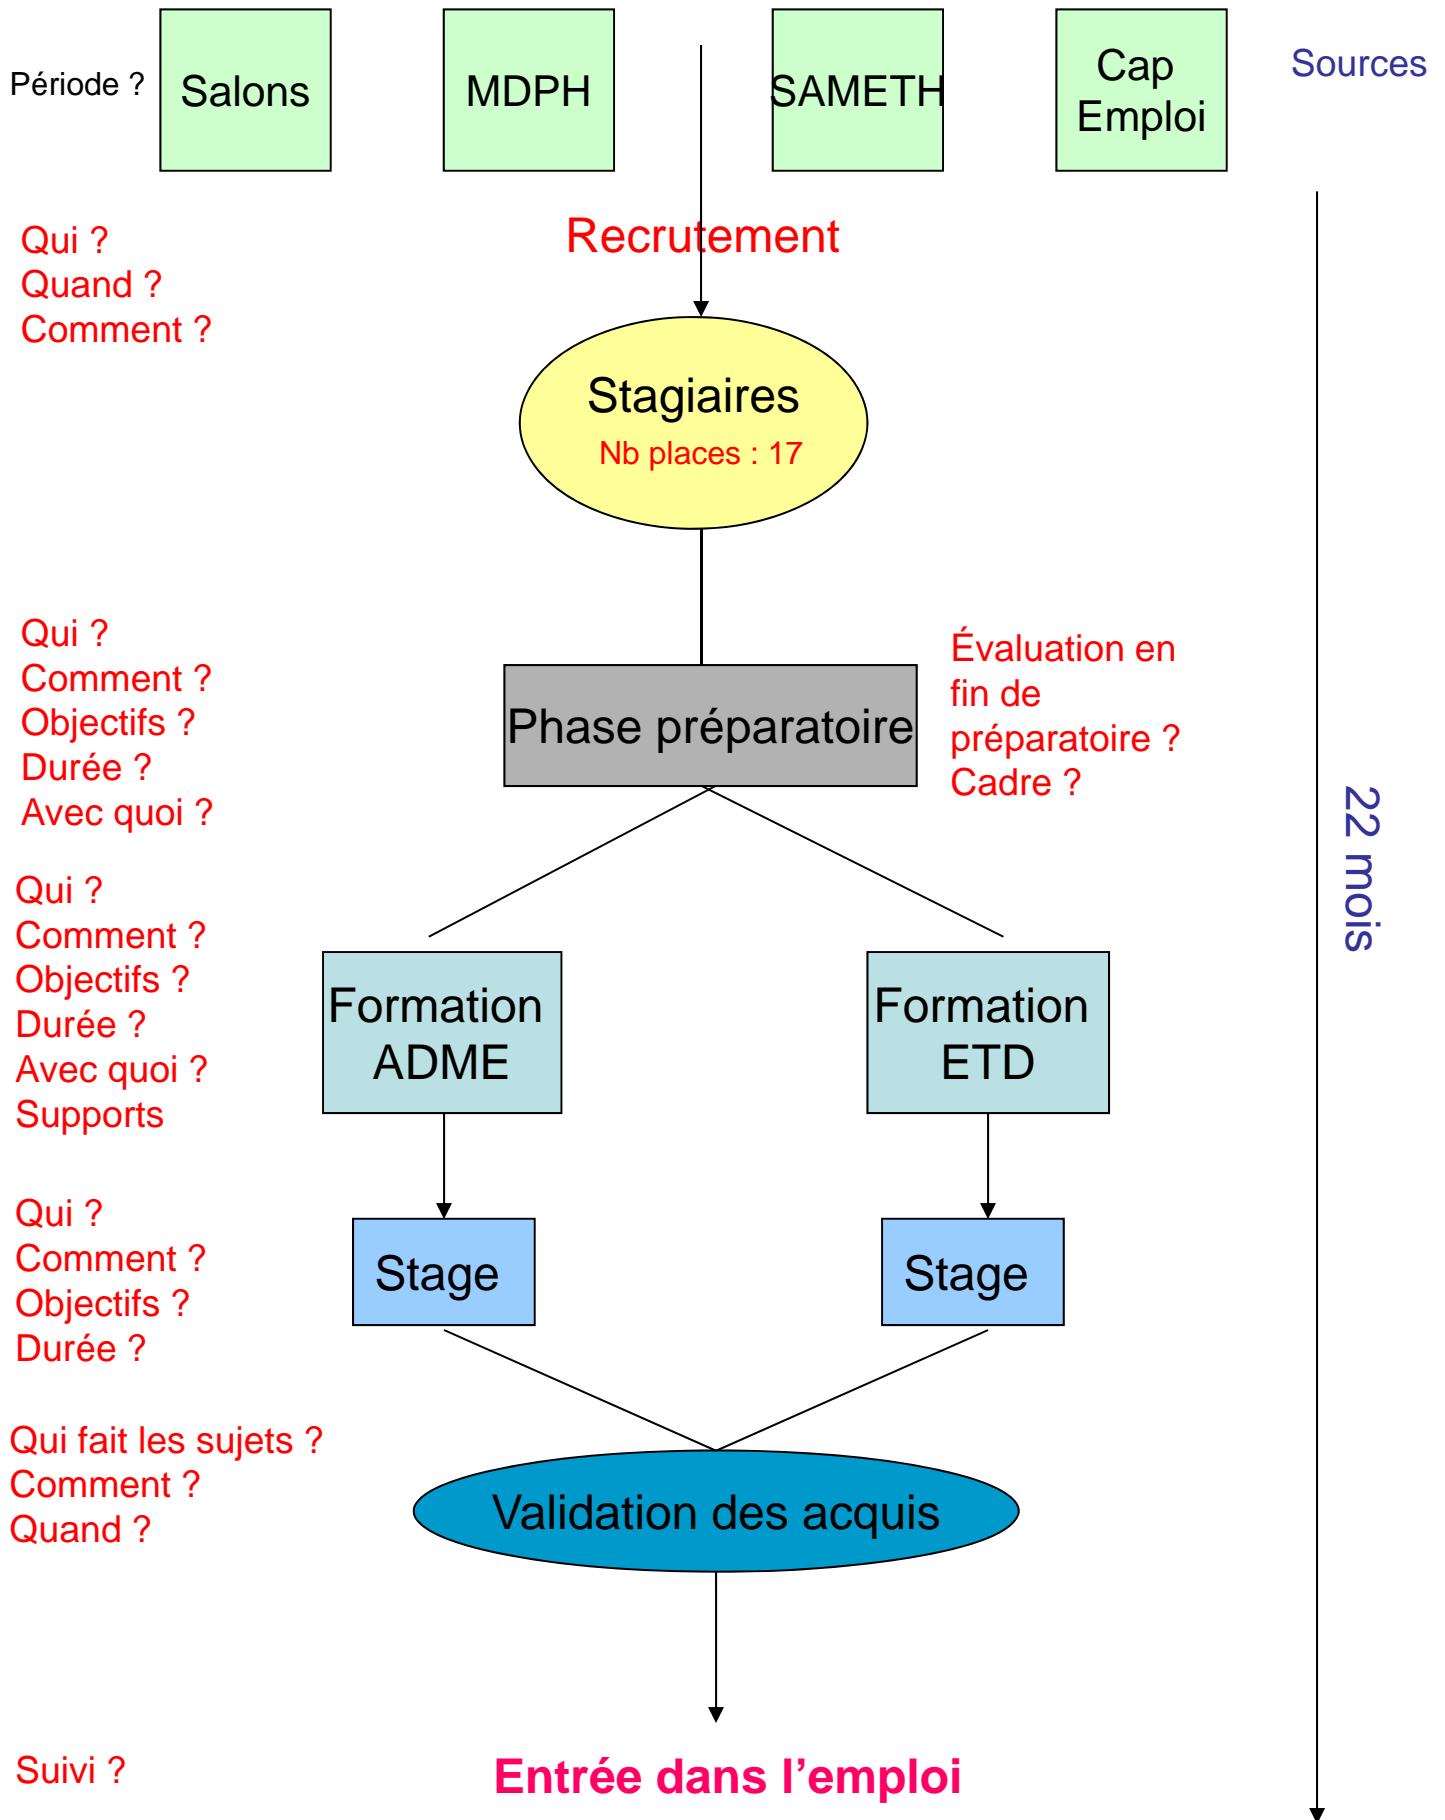 Période ?
Salons
MDPH
SAMETH
Cap
Emploi
Sources
Qui ?
Quand ?
Comment ?
Recrutement
Stagiaires
Nb places : 17
Qui ?
Comment ?
Objectifs ?
Durée ?
Avec quoi ?
Phase préparatoire
Évaluation en
fin de
préparatoire ?
Cadre ?
22 mois
Qui ?
Comment ?
Objectifs ?
Durée ?
Avec quoi ?
Supports
Formation
ADME
Formation
ETD
Qui ?
Comment ?
Objectifs ?
Durée ?
Stage
Stage
Qui fait les sujets ?
Comment ?
Quand ?
Validation des acquis
Suivi ?
Entrée dans l’emploi